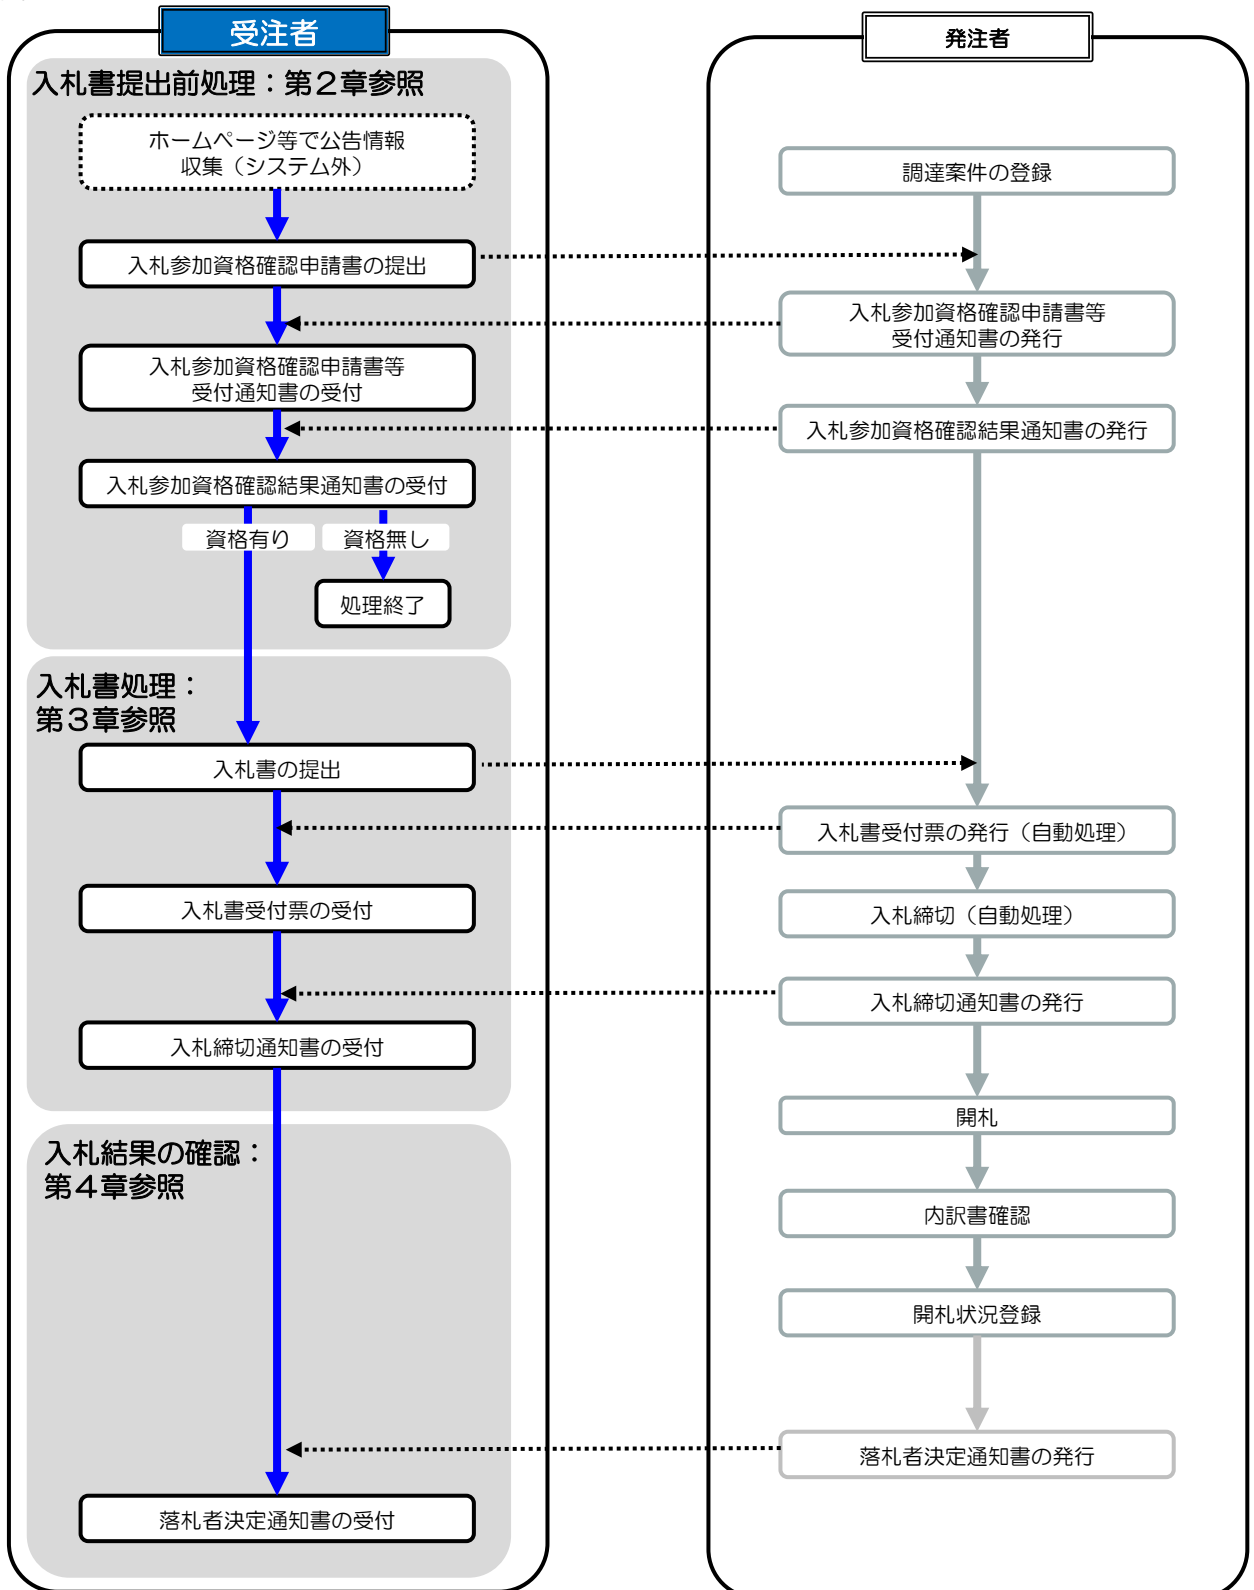 受注者
入札書提出前処理：第２章参照
ホームページ等で公告情報
収集（システム外）
入札参加資格確認申請書の提出
入札参加資格確認申請書等
受付通知書の受付
入札参加資格確認結果通知書の受付
資格有り
資格無し
処理終了
入札書処理：
第３章参照
入札書の提出
入札書受付票の受付
入札締切通知書の受付
入札結果の確認：
第４章参照
落札者決定通知書の受付
発注者
調達案件の登録
入札参加資格確認申請書等
受付通知書の発行
入札参加資格確認結果通知書の発行
入札書受付票の発行（自動処理）
入札締切（自動処理）
入札締切通知書の発行
開札
内訳書確認
開札状況登録
落札者決定通知書の発行